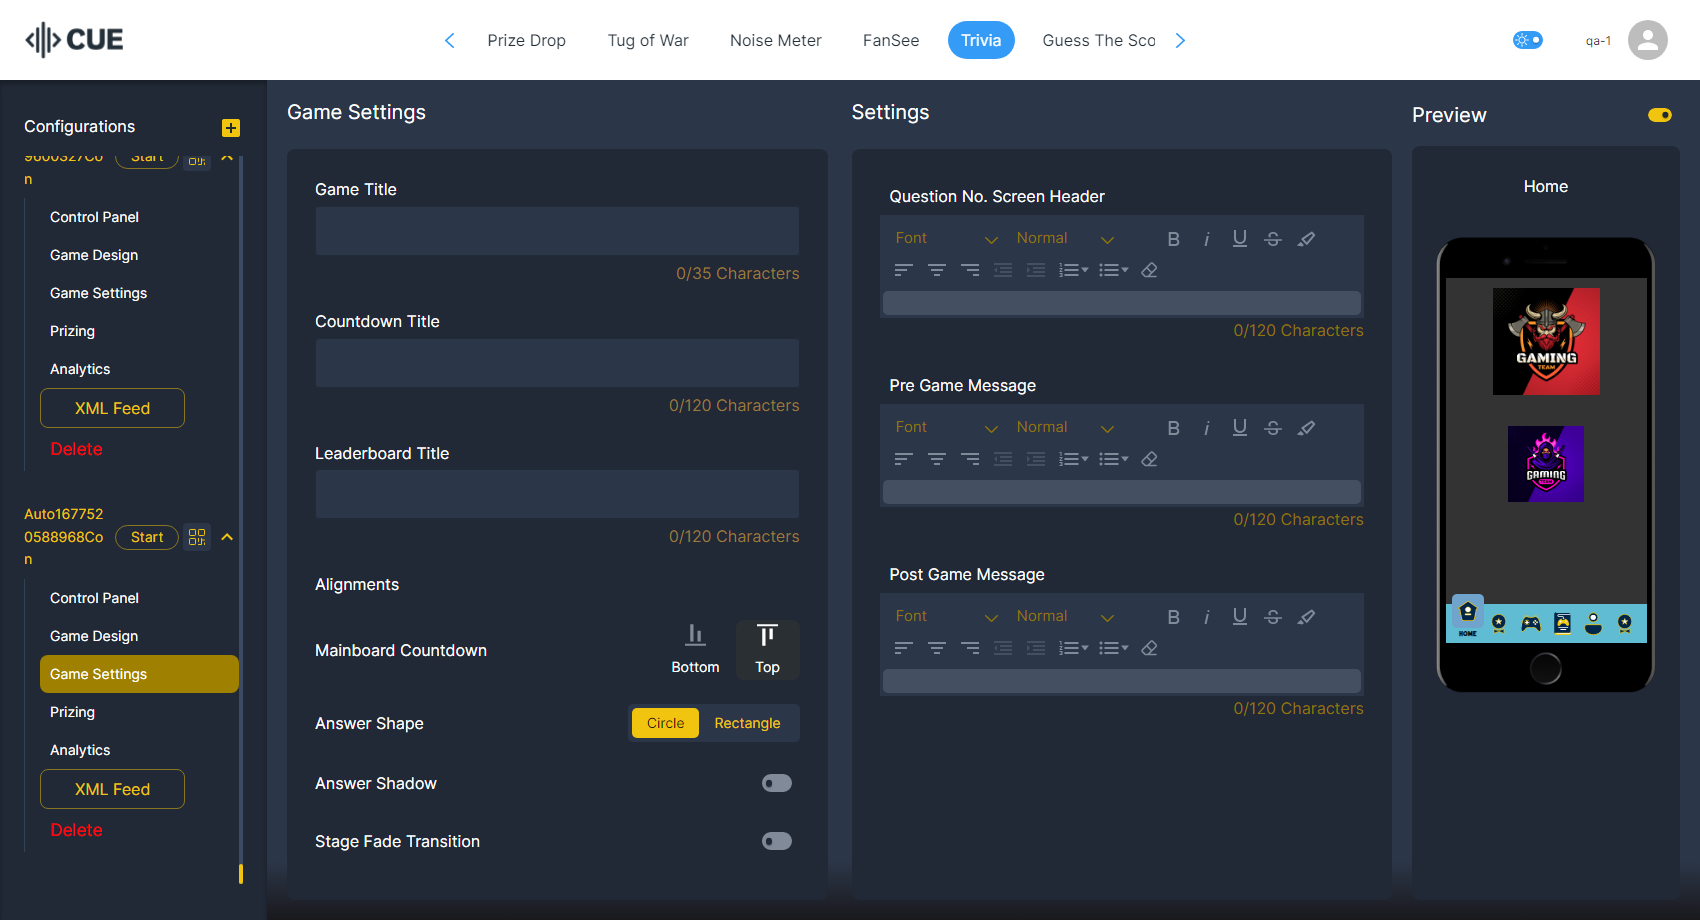 CUE
Prize Drop
Tug of War
Noise Meter
FanSee
Trivia
Guess The Sco
qa-1
Configurations
9600327Co
n
Start
Control Panel
Game Design
Game Settings
Prizing
Analytics
XML Feed
Delete
Auto167752
0588968Co
n
Start
Control Panel
Game Design
Game Settings
Prizing
Analytics
XML Feed
Delete
Game Settings
Game Title
0/35 Characters
Countdown Title
0/120 Characters
Leaderboard Title
0/120 Characters
Alignments
Mainboard Countdown
Bottom
Top
Answer Shape
Circle
Rectangle
Answer Shadow
Stage Fade Transition
Settings
Question No. Screen Header
Font
Normal
0/120 Characters
Pre Game Message
Font
Normal
0/120 Characters
Post Game Message
Font
Normal
0/120 Characters
Preview
Home
GAMING
TEAM
GAMING
TEAM
HOME